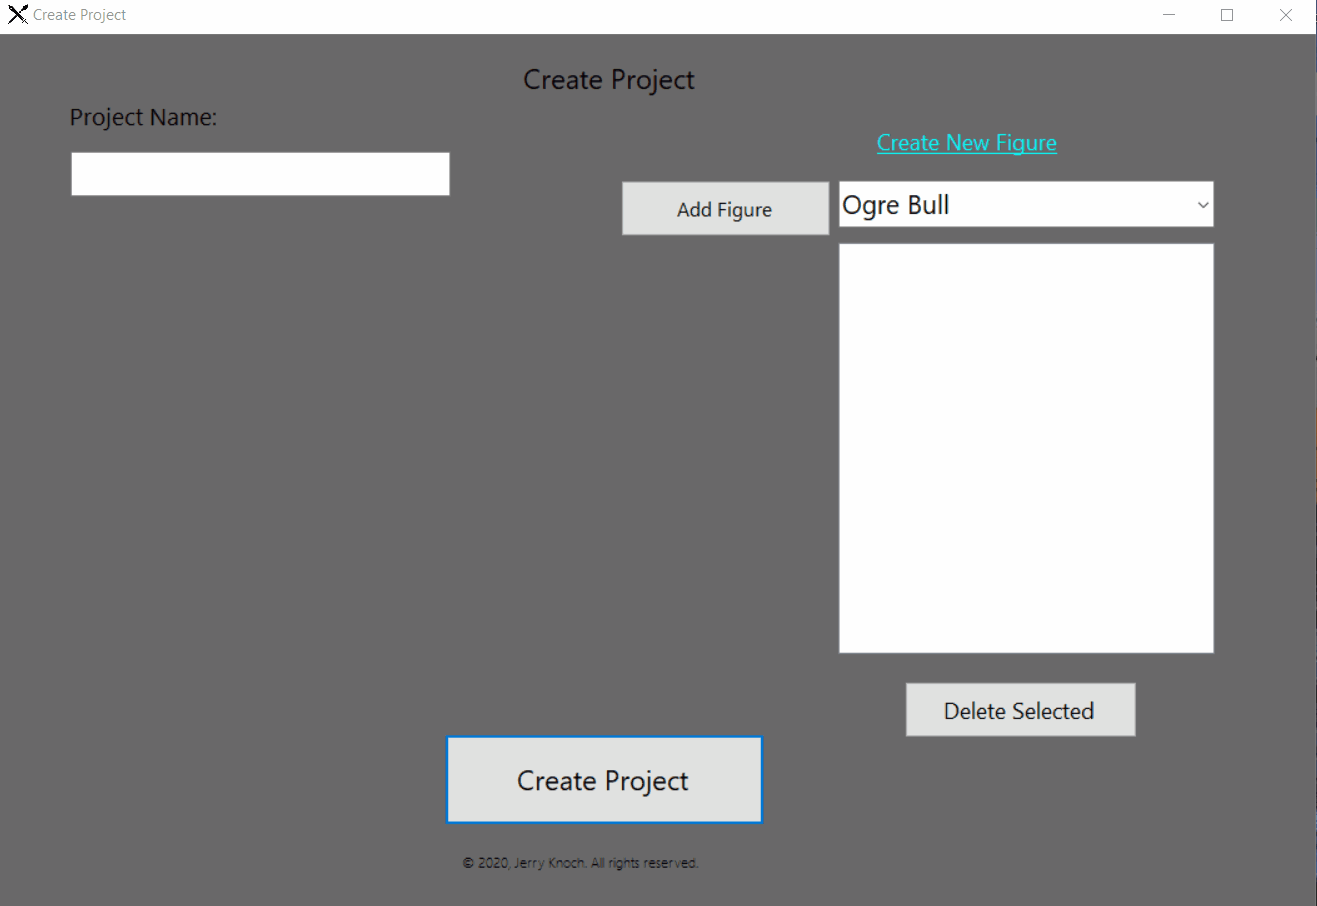 Create Project
Create Project
Project Name:
Create New Figure
Add Figure
Ogre Bull
Delete Selected
Create Project
© 2020, Jerry Knoch. All rights reserved.